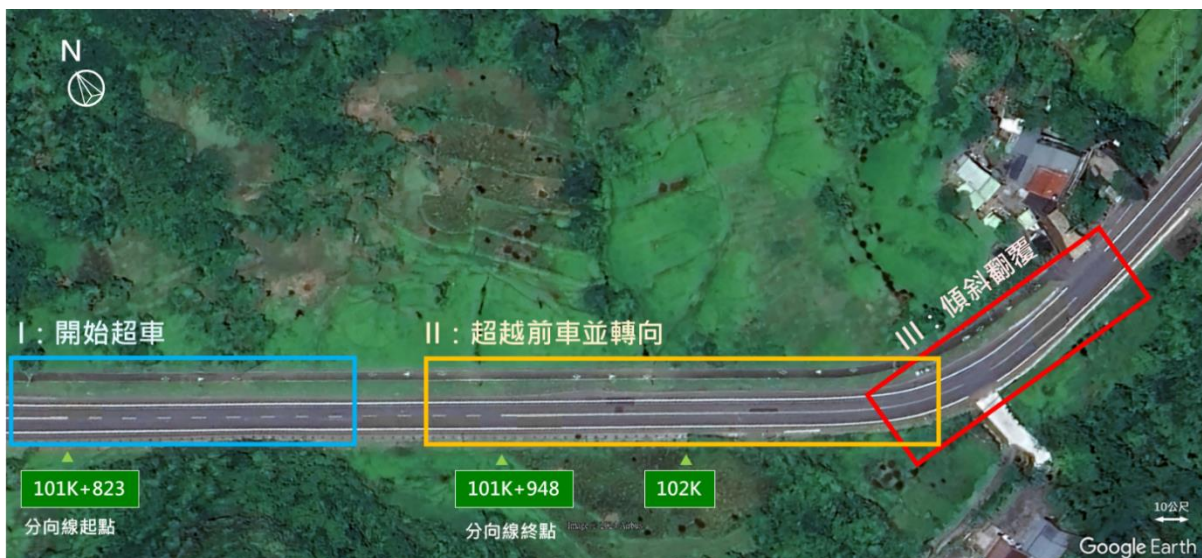 N
I：開始超車
II：超越前車並轉向
III：傾斜翻覆
101K+823
分向線起點
101K+948
分向線終點
102K
10公尺
Google Earth